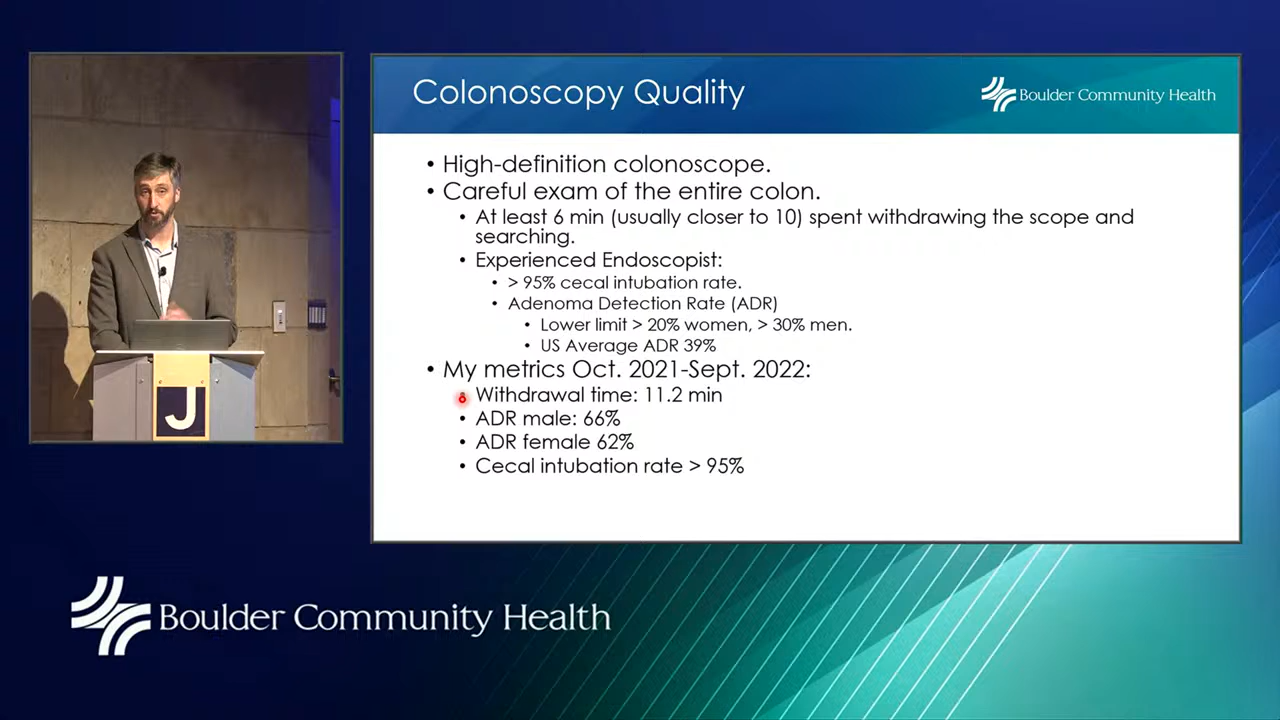 Colonoscopy Quality
Boulder Community Health
• High-definition colonoscope.
• Careful exam of the entire colon.
• At least 6 min (usually closer to 10) spent withdrawing the scope and
searching.
• Experienced Endoscopist:
• > 95% cecal intubation rate.
• Adenoma Detection Rate (ADR)
• Lower limit > 20% women, > 30% men.
• US Average ADR 39%
• My metrics Oct. 2021-Sept. 2022:
• Withdrawal time: 11.2 min
• ADR male: 66%
• ADR female 62%
• Cecal intubation rate > 95%
J
Boulder Community Health